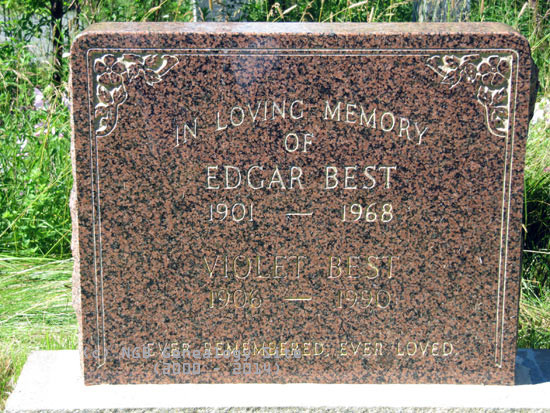 IN LOVING MEMORY
OF
EDGAR BEST
1901 — 1968
VIOLET BEST
1906 — 1990
EVER REMEMBERED, EVER LOVED